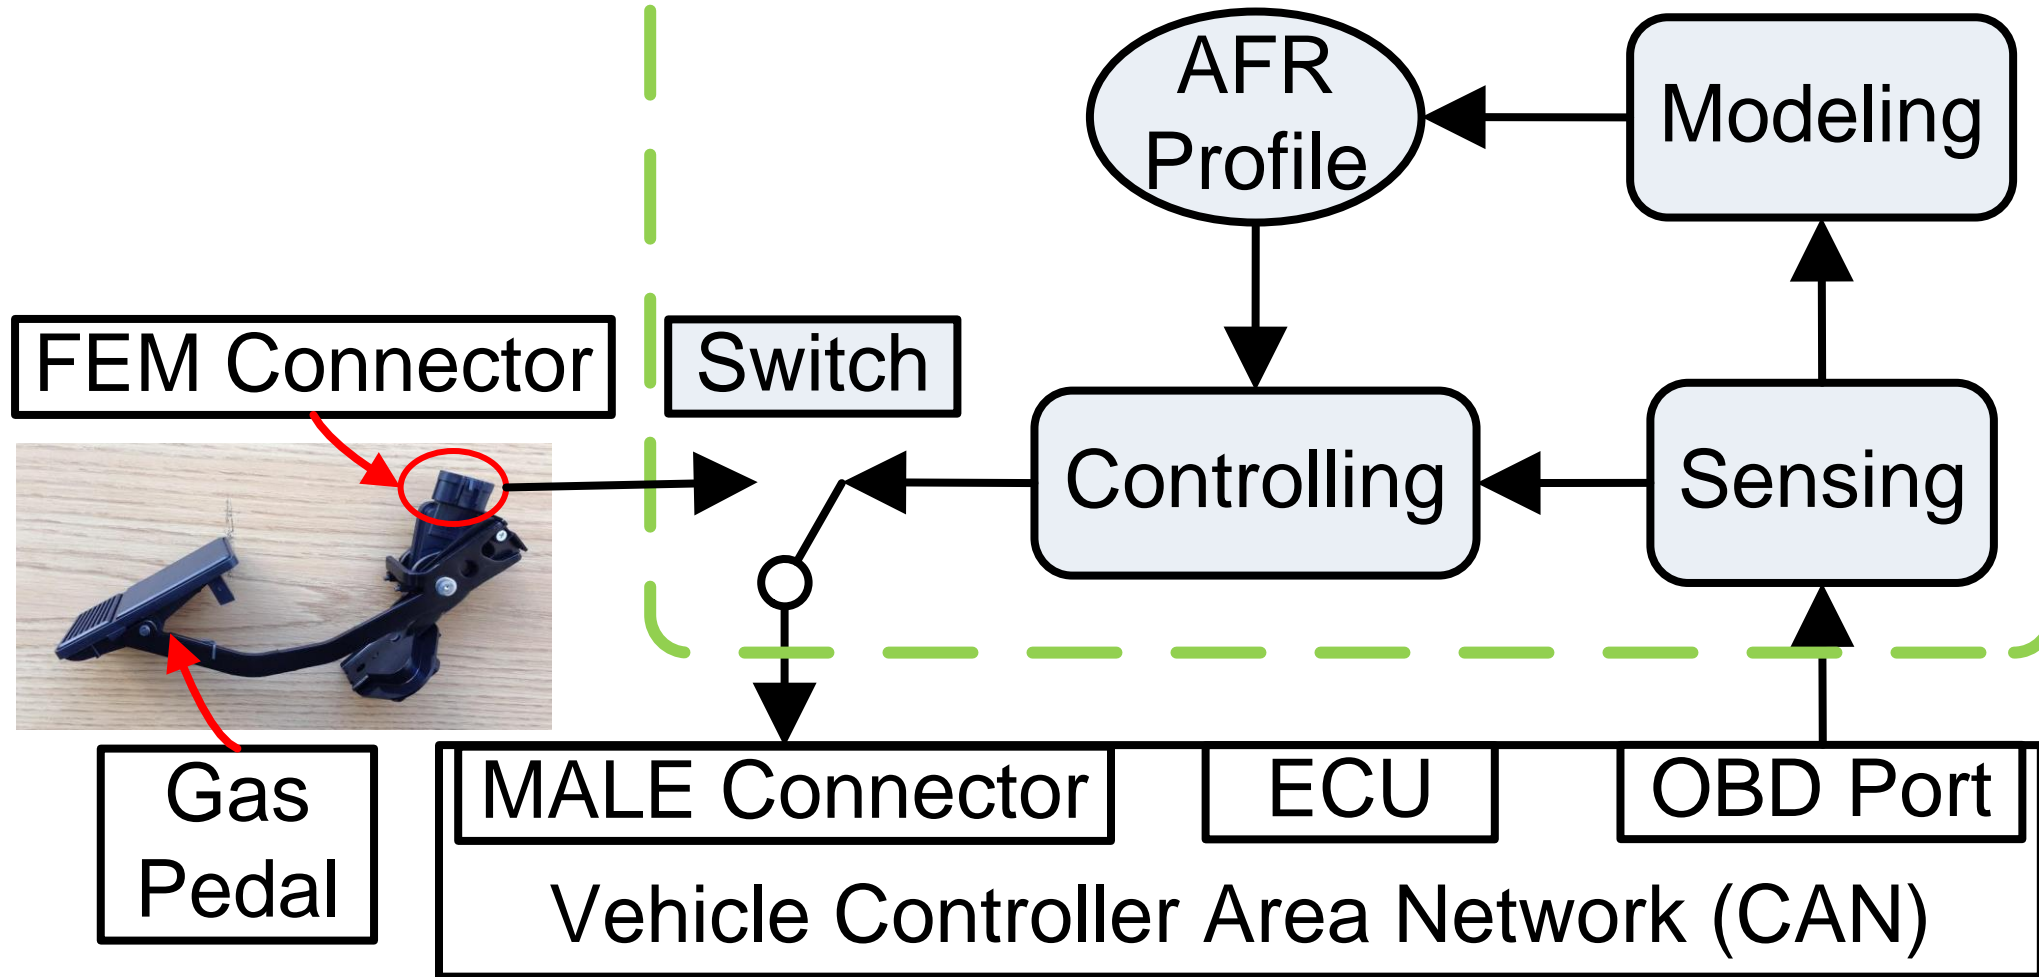 AFR
Profile
Modeling
FEM Connector
Switch
Controlling
Sensing
Gas
Pedal
MALE Connector
ECU
OBD Port
Vehicle Controller Area Network (CAN)